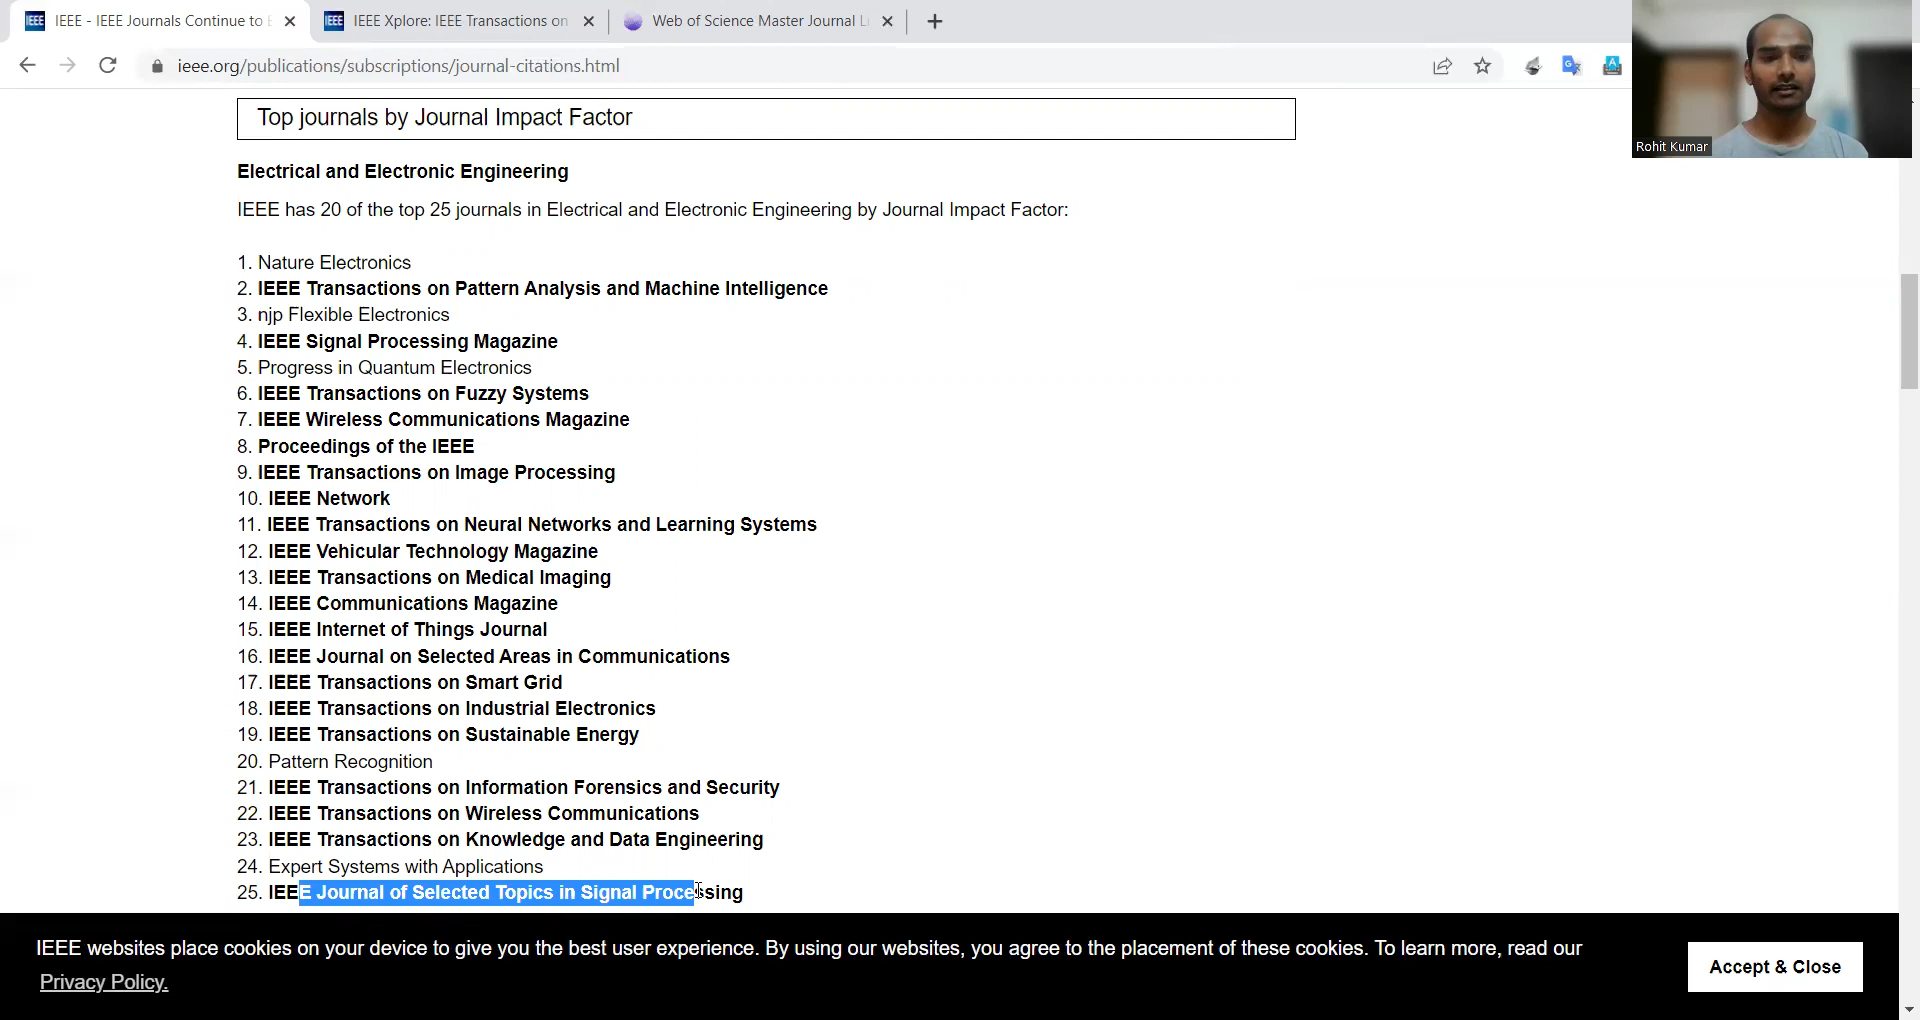 IEEE - IEEE Journals Continue to E
IEEE Xplore: IEEE Transactions on
Web of Science Master Journal Li
ieee.org/publications/subscriptions/journal-citations.html
Rohit Kumar
Top journals by Journal Impact Factor
Electrical and Electronic Engineering
IEEE has 20 of the top 25 journals in Electrical and Electronic Engineering by Journal Impact Factor:
1. Nature Electronics
2. IEEE Transactions on Pattern Analysis and Machine Intelligence
3. njp Flexible Electronics
4. IEEE Signal Processing Magazine
5. Progress in Quantum Electronics
6. IEEE Transactions on Fuzzy Systems
7. IEEE Wireless Communications Magazine
8. Proceedings of the IEEE
9. IEEE Transactions on Image Processing
10. IEEE Network
11. IEEE Transactions on Neural Networks and Learning Systems
12. IEEE Vehicular Technology Magazine
13. IEEE Transactions on Medical Imaging
14. IEEE Communications Magazine
15. IEEE Internet of Things Journal
16. IEEE Journal on Selected Areas in Communications
17. IEEE Transactions on Smart Grid
18. IEEE Transactions on Industrial Electronics
19. IEEE Transactions on Sustainable Energy
20. Pattern Recognition
21. IEEE Transactions on Information Forensics and Security
22. IEEE Transactions on Wireless Communications
23. IEEE Transactions on Knowledge and Data Engineering
24. Expert Systems with Applications
25. IEEE Journal of Selected Topics in Signal Processing
IEEE websites place cookies on your device to give you the best user experience. By using our websites, you agree to the placement of these cookies. To learn more, read our
Privacy Policy.
Accept & Close